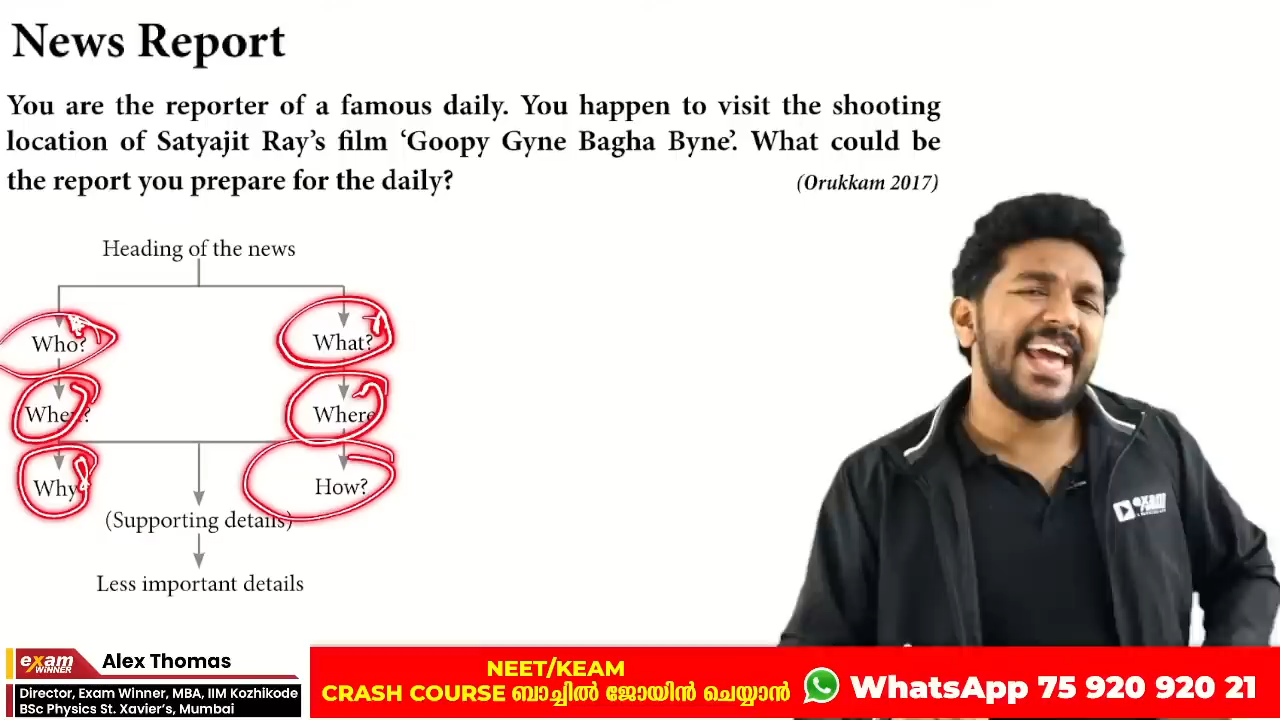 News Report
You are the reporter of a famous daily. You happen to visit the shooting
location of Satyajit Ray's film 'Goopy Gyne Bagha Byne'. What could be
the report you prepare for the daily?
(Orukkam 2017)
Heading of the news
Who?
What?
When?
Where
Why
How?
(Supporting details)
Less important details
exam
exam
WINNER
Alex Thomas
Director, Exam Winner, MBA, IIM Kozhikode
BSc Physics St. Xavier's, Mumbai
NEET/KEAM
CRASH COURSE ബാച്ചിൽ ജോയിൻ ചെയ്യാൻ
WhatsApp 75 920 920 21